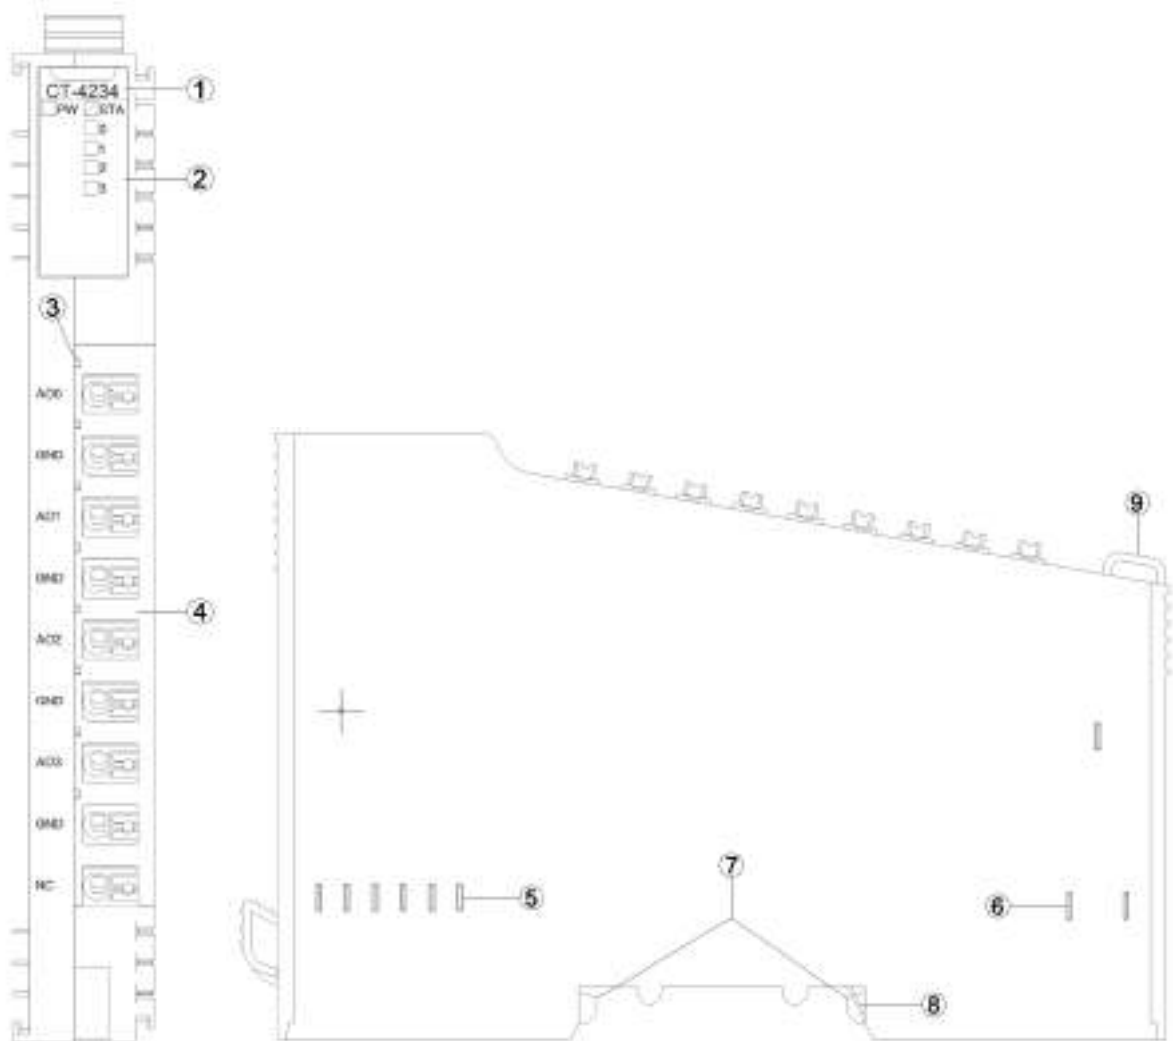 CT-4234
①
PW STA
0
1
2
②
3
③
AO0
GND
AO1
GND
④
AO2
GND
AO3
GND
NC
⑨
⑦
⑤
⑥
⑧